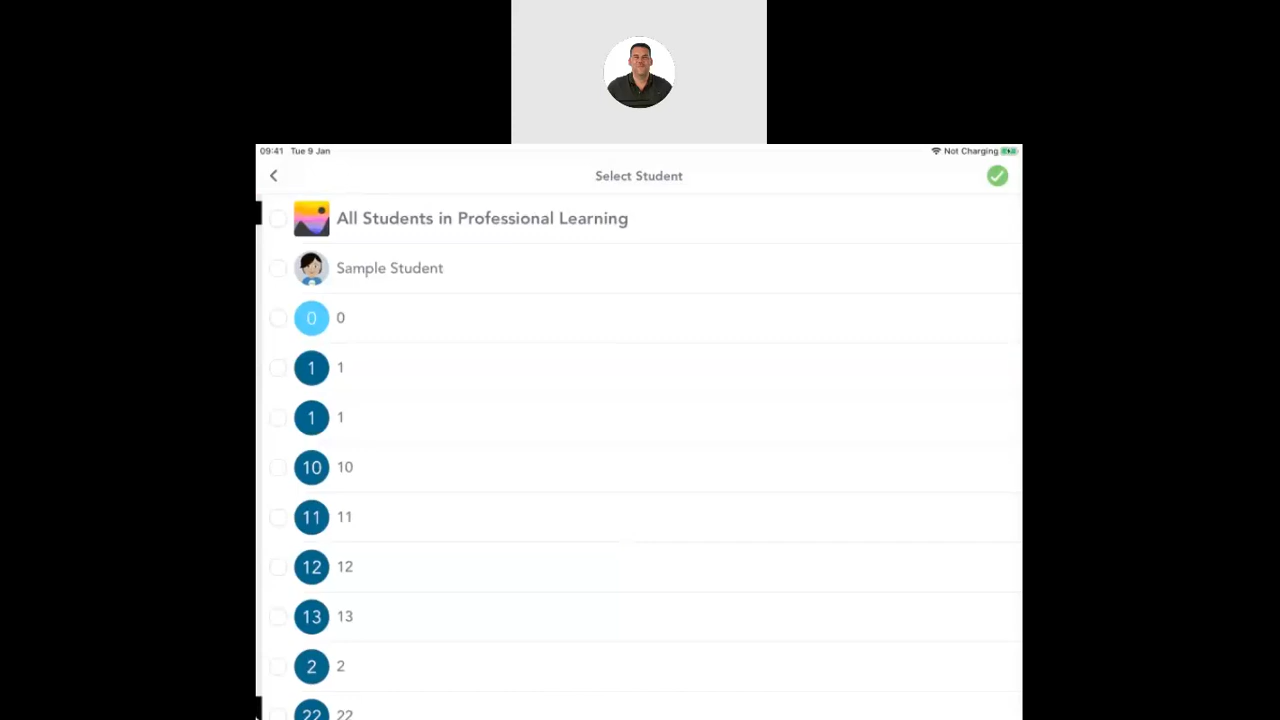 09:41 Tue 9 Jan Not Charging
Select Student
All Students in Professional Learning
Sample Student
0 0
1 1
1 1
10 10
11 11
12 12
13 13
2 2
22 22